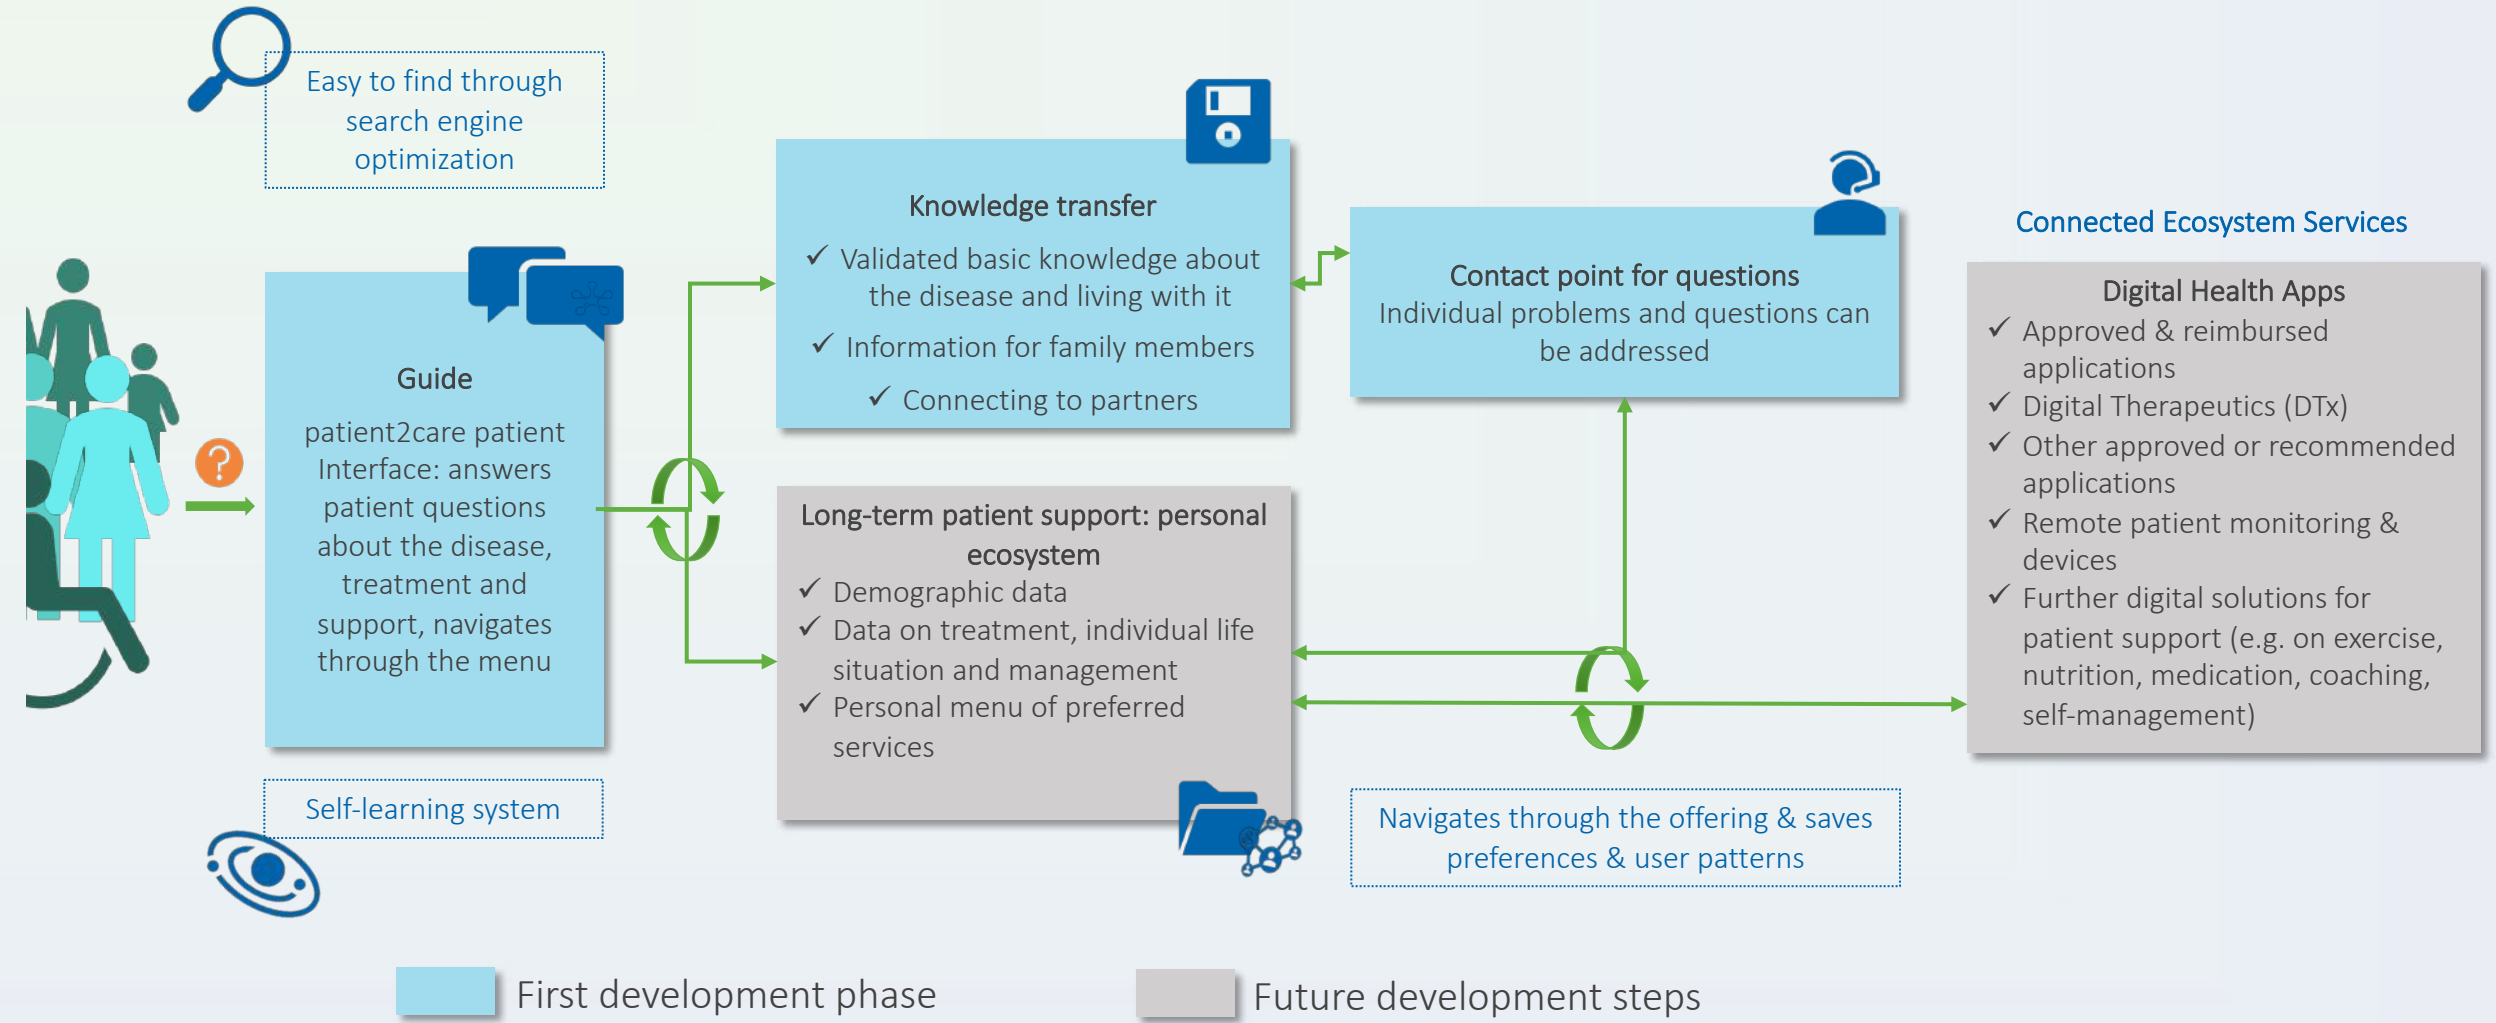 Easy to find through
search engine
optimization
Guide
patient2care patient
Interface: answers
patient questions
about the disease,
treatment and
support, navigates
through the menu
?
Self-learning system
Knowledge transfer
✓ Validated basic knowledge about
the disease and living with it
✓ Information for family members
✓ Connecting to partners
Long-term patient support: personal
ecosystem
✓ Demographic data
✓ Data on treatment, individual life
situation and management
✓ Personal menu of preferred
services
Contact point for questions
Individual problems and questions can
be addressed
Navigates through the offering & saves
preferences & user patterns
Connected Ecosystem Services
Digital Health Apps
✓ Approved & reimbursed
applications
✓ Digital Therapeutics (DTx)
✓ Other approved or recommended
applications
✓ Remote patient monitoring &
devices
✓ Further digital solutions for
patient support (e.g. on exercise,
nutrition, medication, coaching,
self-management)
First development phase
Future development steps